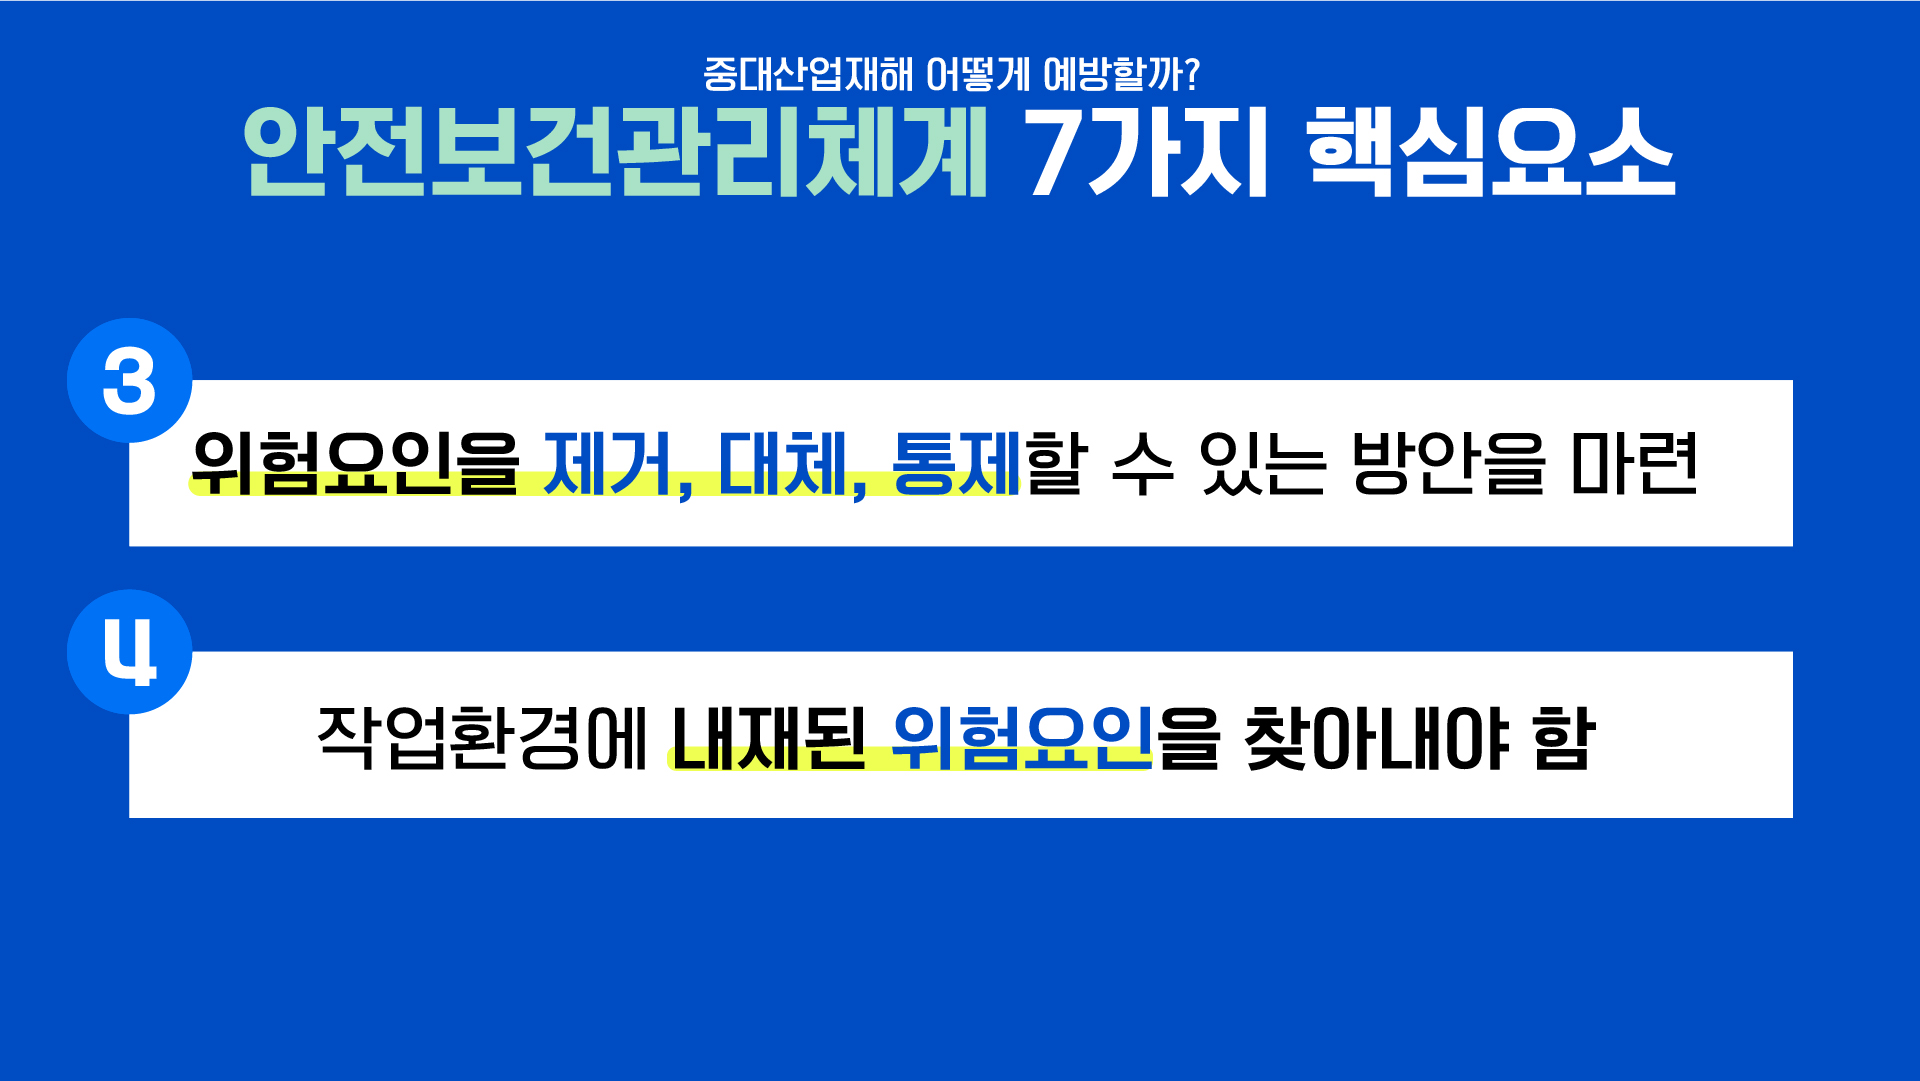 중대산업재해 어떻게 예방할까?
안전보건관리체계 7가지 핵심요소
3
위험요인을 제거, 대체, 통제할 수 있는 방안을 마련
4
작업환경에 내재된 위험요인을 찾아내야 함